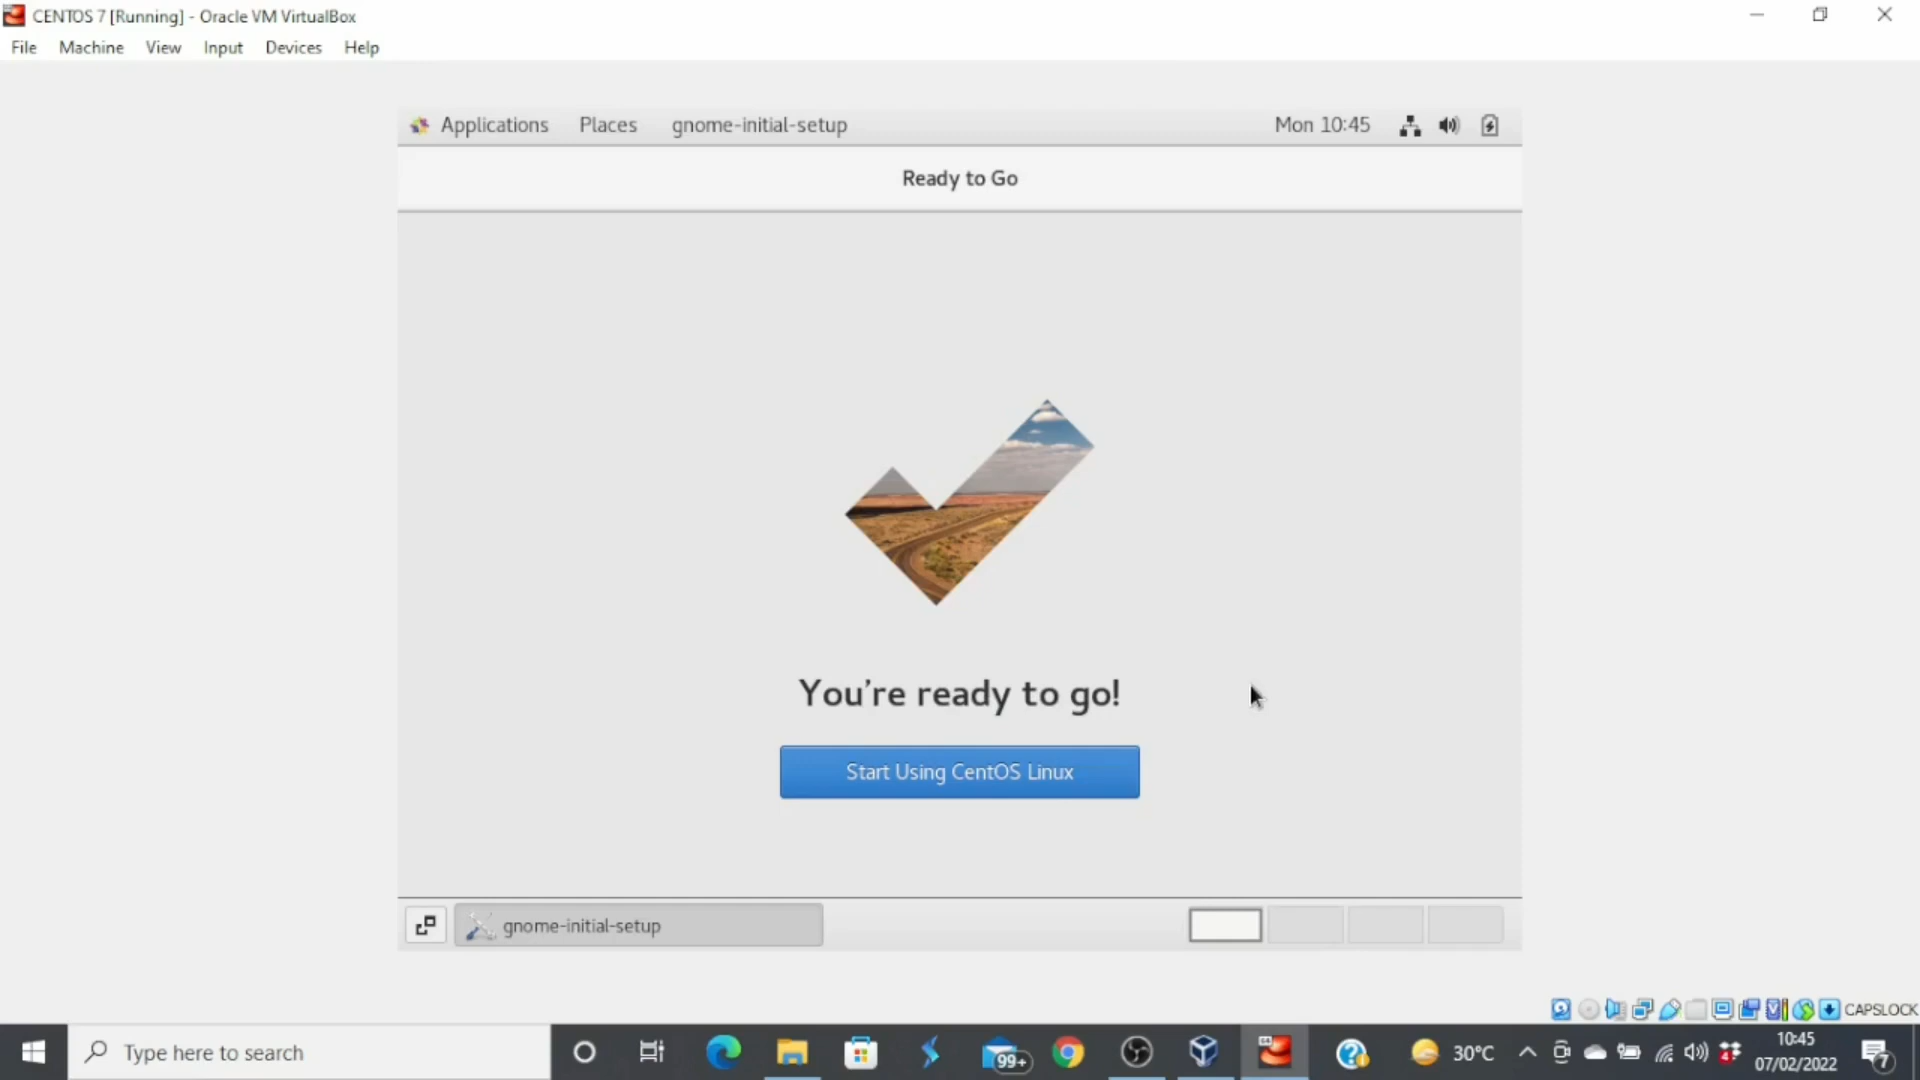 CENTOS 7 [Running] - Oracle VM VirtualBox
File Machine View Input Devices Help
Applications Places gnome-initial-setup Mon 10:45
Ready to Go
You're ready to go!
Start Using CentOS Linux
gnome-initial-setup
CAPSLOCK
Type here to search
99+
30°C
10:45
07/02/2022
7